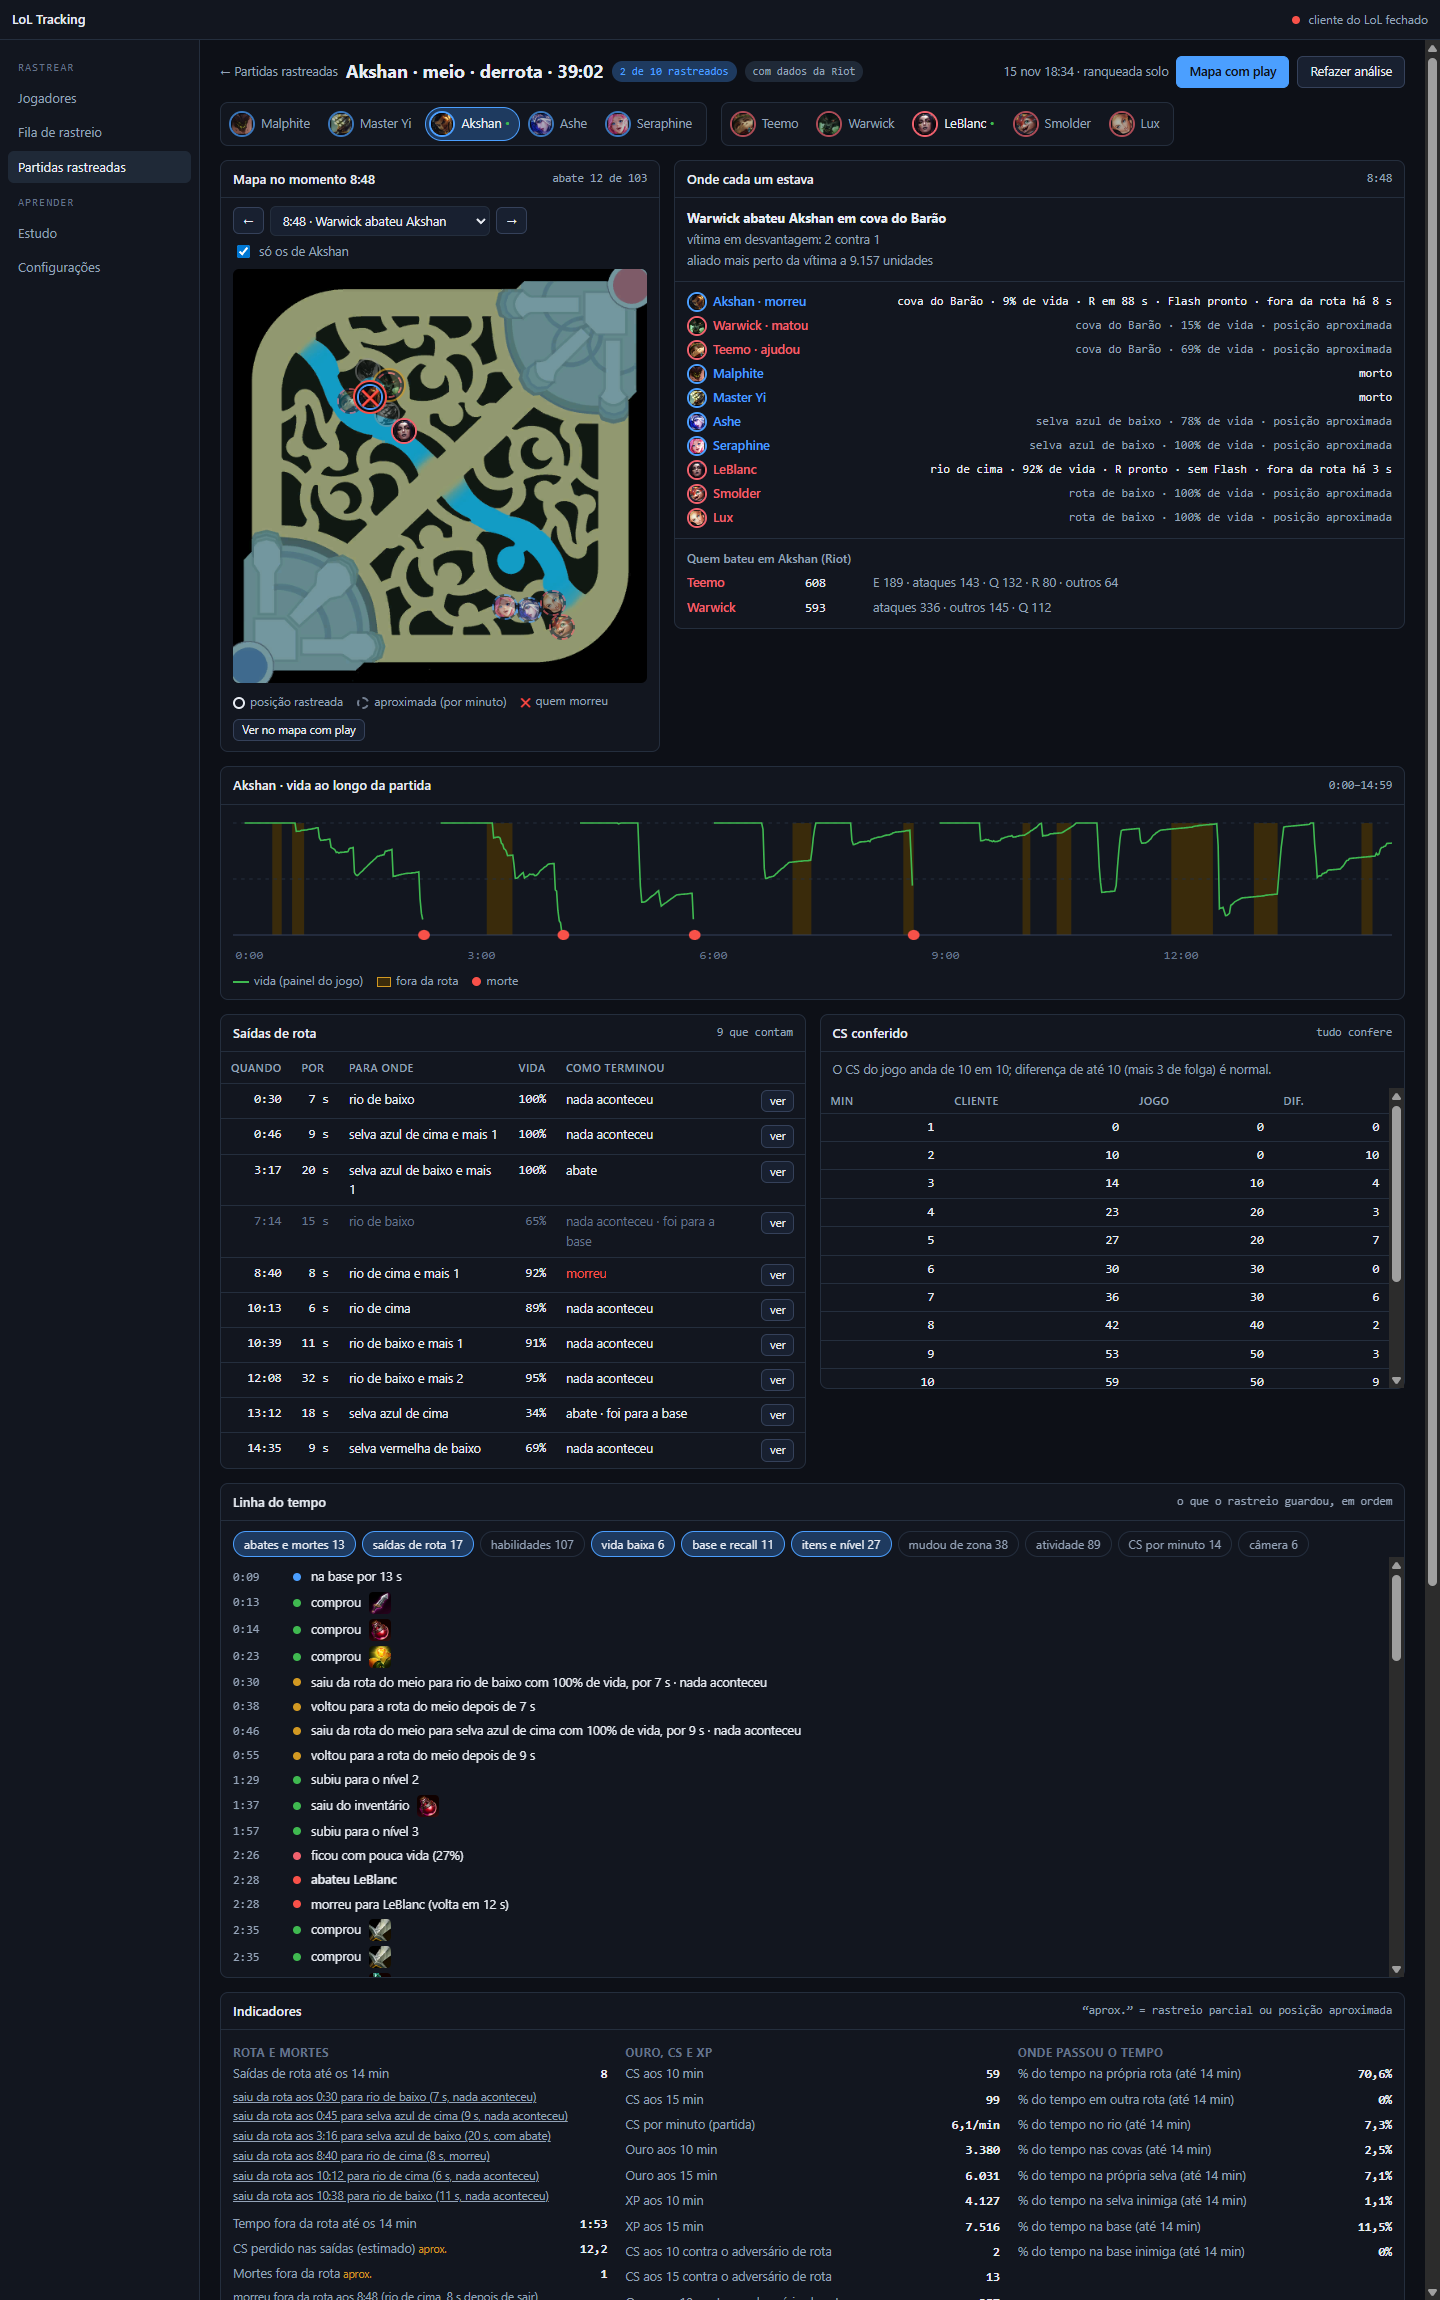 LoL Tracking
cliente do LoL fechado
RASTREAR
Jogadores
Fila de rastreio
Partidas rastreadas
APRENDER
Estudo
Configurações
← Partidas rastreadas
Akshan · meio · derrota · 39:02
2 de 10 rastreados
com dados da Riot
15 nov 18:34 · ranqueada solo
Mapa com play
Refazer análise
Malphite
Master Yi
Akshan
Ashe
Seraphine
Teemo
Warwick
LeBlanc
Smolder
Lux
Mapa no momento 8:48
abate 12 de 103
←
8:48 · Warwick abateu Akshan
→
só os de Akshan
posição rastreada
aproximada (por minuto)
quem morreu
Ver no mapa com play
Onde cada um estava
8:48
Warwick abateu Akshan em cova do Barão
vítima em desvantagem: 2 contra 1
aliado mais perto da vítima a 9.157 unidades
Akshan · morreu cova do Barão · 9% de vida · R em 88 s · Flash pronto · fora da rota há 8 s
Warwick · matou cova do Barão · 15% de vida · posição aproximada
Teemo · ajudou cova do Barão · 69% de vida · posição aproximada
Malphite morto
Master Yi morto
Ashe selva azul de baixo · 78% de vida · posição aproximada
Seraphine selva azul de baixo · 100% de vida · posição aproximada
LeBlanc rio de cima · 92% de vida · R pronto · sem Flash · fora da rota há 3 s
Smolder rota de baixo · 100% de vida · posição aproximada
Lux rota de baixo · 100% de vida · posição aproximada
Quem bateu em Akshan (Riot)
Teemo 608 E 189 · ataques 143 · Q 132 · R 80 · outros 64
Warwick 593 ataques 336 · outros 145 · Q 112
Akshan · vida ao longo da partida
0:00–14:59
0:00 3:00 6:00 9:00 12:00
vida (painel do jogo) fora da rota morte
Saídas de rota
9 que contam
QUANDO POR PARA ONDE VIDA COMO TERMINOU
0:30 7 s rio de baixo 100% nada aconteceu ver
0:46 9 s selva azul de cima e mais 1 100% nada aconteceu ver
3:17 20 s selva azul de baixo e mais 100% abate ver
1
7:14 15 s rio de baixo 65% nada aconteceu · foi para a ver
base
8:40 8 s rio de cima e mais 1 92% morreu ver
10:13 6 s rio de cima 89% nada aconteceu ver
10:39 11 s rio de baixo e mais 1 91% nada aconteceu ver
12:08 32 s rio de baixo e mais 2 95% nada aconteceu ver
13:12 18 s selva azul de cima 34% abate · foi para a base ver
14:35 9 s selva vermelha de baixo 69% nada aconteceu ver
CS conferido
tudo confere
O CS do jogo anda de 10 em 10; diferença de até 10 (mais 3 de folga) é normal.
MIN CLIENTE JOGO DIF.
1 0 0 0
2 10 0 10
3 14 10 4
4 23 20 3
5 27 20 7
6 30 30 0
7 36 30 6
8 42 40 2
9 53 50 3
10 59 50 9
Linha do tempo
o que o rastreio guardou, em ordem
abates e mortes 13
saídas de rota 17
habilidades 107
vida baixa 6
base e recall 11
itens e nível 27
mudou de zona 38
atividade 89
CS por minuto 14
câmera 6
0:09 na base por 13 s
0:13 comprou
0:14 comprou
0:23 comprou
0:30 saiu da rota do meio para rio de baixo com 100% de vida, por 7 s · nada aconteceu
0:38 voltou para a rota do meio depois de 7 s
0:46 saiu da rota do meio para selva azul de cima com 100% de vida, por 9 s · nada aconteceu
0:55 voltou para a rota do meio depois de 9 s
1:29 subiu para o nível 2
1:37 saiu do inventário
1:57 subiu para o nível 3
2:26 ficou com pouca vida (27%)
2:28 abateu LeBlanc
2:28 morreu para LeBlanc (volta em 12 s)
2:35 comprou
2:35 comprou
Indicadores
“aprox.” = rastreio parcial ou posição aproximada
ROTA E MORTES
Saídas de rota até os 14 min 8
saiu da rota aos 0:30 para rio de baixo (7 s, nada aconteceu)
saiu da rota aos 0:45 para selva azul de cima (9 s, nada aconteceu)
saiu da rota aos 3:16 para selva azul de baixo (20 s, com abate)
saiu da rota aos 8:40 para rio de cima (8 s, morreu)
saiu da rota aos 10:12 para rio de cima (6 s, nada aconteceu)
saiu da rota aos 10:38 para rio de baixo (11 s, nada aconteceu)
Tempo fora da rota até os 14 min 1:53
CS perdido nas saídas (estimado) aprox. 12,2
Mortes fora da rota aprox. 1
morreu fora da rota aos 8:48 (rio de cima, 8 s depois de sair)
OURO, CS E XP
CS aos 10 min 59
CS aos 15 min 99
CS por minuto (partida) 6,1/min
Ouro aos 10 min 3.380
Ouro aos 15 min 6.031
XP aos 10 min 4.127
XP aos 15 min 7.516
CS aos 10 contra o adversário de rota 2
CS aos 15 contra o adversário de rota 13
ONDE PASSOU O TEMPO
% do tempo na própria rota (até 14 min) 70,6%
% do tempo em outra rota (até 14 min) 0%
% do tempo no rio (até 14 min) 7,3%
% do tempo nas covas (até 14 min) 2,5%
% do tempo na própria selva (até 14 min) 7,1%
% do tempo na selva inimiga (até 14 min) 1,1%
% do tempo na base (até 14 min) 11,5%
% do tempo na base inimiga (até 14 min) 0%